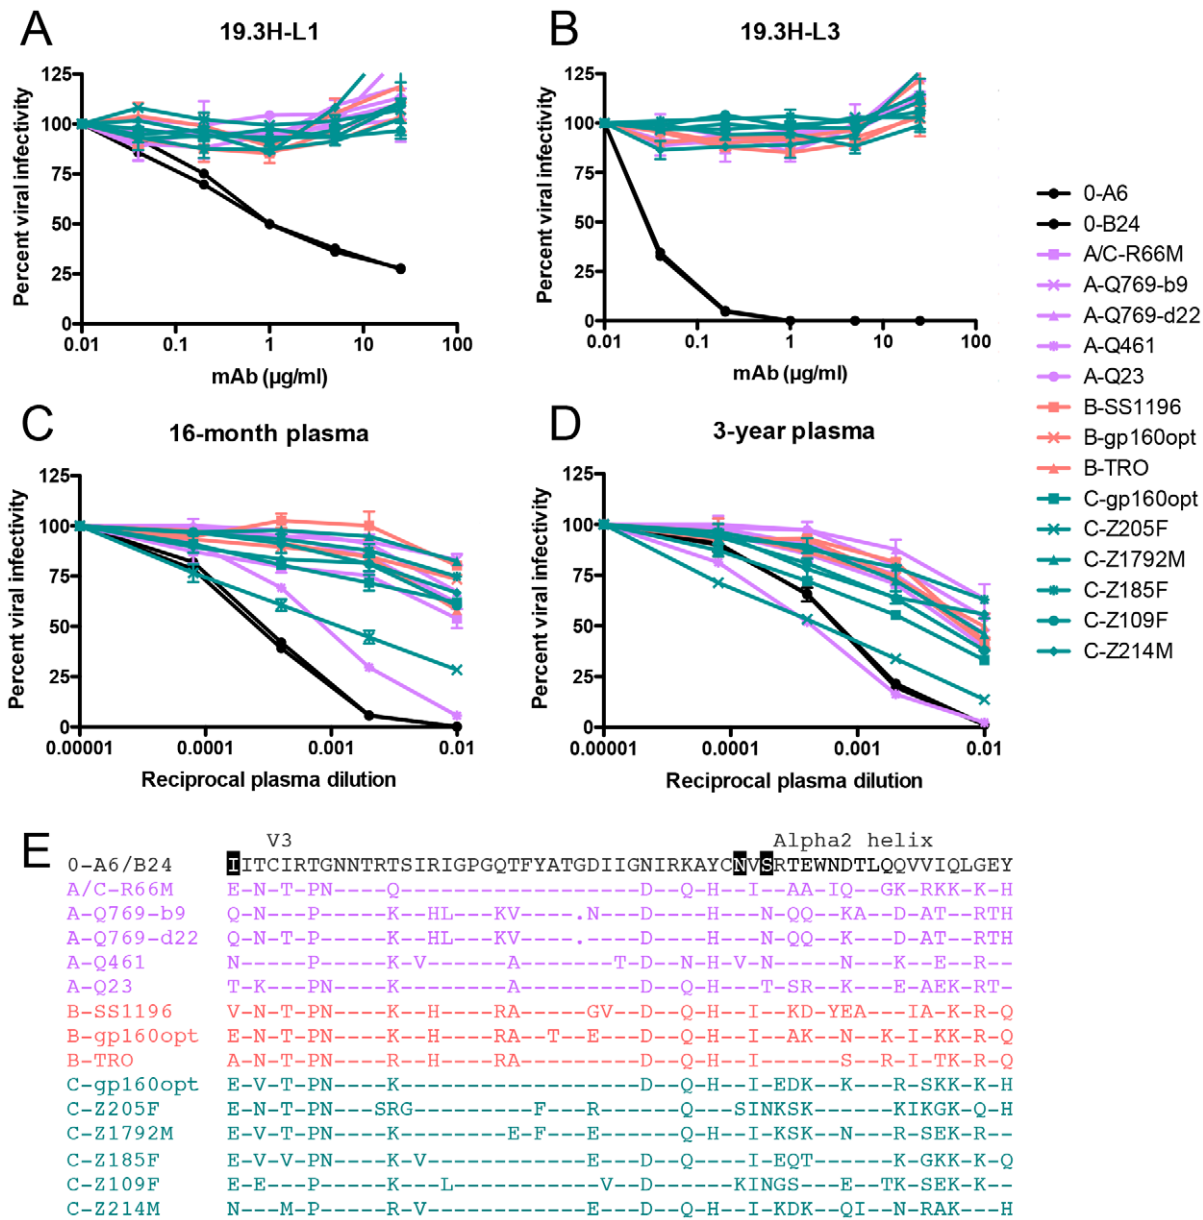 A
19.3H-L1
125
100
75
50
25
0
0.01 0.1 1 10 100
Percent viral infectivity
mAb (µg/ml)
B
19.3H-L3
125
100
75
50
25
0
0.01 0.1 1 10 100
Percent viral infectivity
mAb (µg/ml)
0-A6
0-B24
A/C-R66M
A-Q769-b9
A-Q769-d22
A-Q461
A-Q23
B-SS1196
B-gp160opt
B-TRO
C-gp160opt
C-Z205F
C-Z1792M
C-Z185F
C-Z109F
C-Z214M
C
16-month plasma
125
100
75
50
25
0
0.00001 0.0001 0.001 0.01
Percent viral infectivity
Reciprocal plasma dilution
D
3-year plasma
125
100
75
50
25
0
0.00001 0.0001 0.001 0.01
Percent viral infectivity
Reciprocal plasma dilution
E
V3 Alpha2 helix
0-A6/B24 IITCIRTGNNTRTSIRIGPGQTFYATGDIIGNIRKAYCNVSRTEWNDTLQQVVIQLGEY
A/C-R66M E-N-T-PN----Q------------------D--Q-H--I--AA-IQ--GK-RKK-K-H
A-Q769-b9 Q-N---P-----K--HL---KV----.N---D----H---N-QQ--KA--D-AT--RTH
A-Q769-d22 Q-N-T-P-----K--HL---KV----.----D----H---N-QQ--K---D-AT--RTH
A-Q461 N-----P-----K-V------A-------T-D--N-H-V-------N---K--E--R--
A-Q23 T-K---PN----K--------A---------D--Q-H--T-SR--K---E-AEK-RT-
B-SS1196 V-N-T-PN----K--H----RA-----GV--D--Q-H--I--KD-YEA---IA-K-R-Q
B-gp160opt E-N-T-PN----K--H----RA--T--E---D--Q-H--I--AK--N--K-IKK-R-Q
B-TRO A-N-T-PN----R--H----RA---------D--Q-H--I------S--R-I-TK-R-Q
C-gp160opt E-V-T-PN----K------------------D--Q-H--I-EDK--K---R-SKK-K-H
C-Z205F E-N-T-PN---SRG---------F---R------Q---SINKSK------KIKGK-Q-H
C-Z1792M E-V-T-PN----K--------E-F---E---D--Q-H--I-KSK--N---R-SEK-R--
C-Z185F E-V-V-PN----K-V------------E---D--Q----I-EQT------K-GKK-K-Q
C-Z109F E-E---P-----K---L-----------V--D------KINGS---E--TK-SEK-K--
C-Z214M N---M-P-----R-V------------E---D--Q-H--I-KDK--QI--N-RAK---H